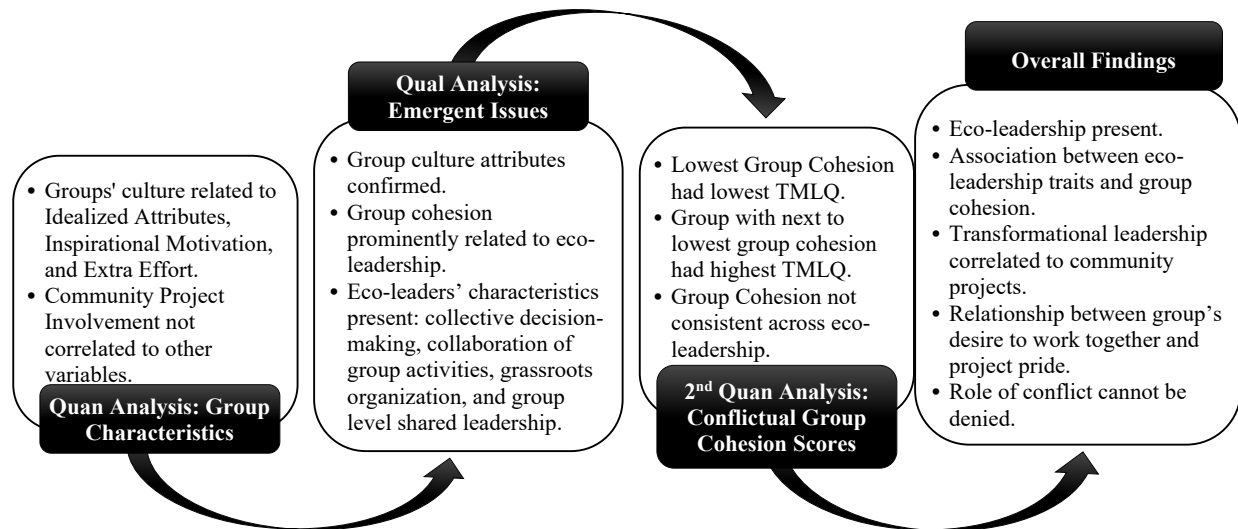 • Groups' culture related to
Idealized Attributes,
Inspirational Motivation,
and Extra Effort.
• Community Project
Involvement not
correlated to other
variables.
Quan Analysis: Group
Characteristics
Qual Analysis:
Emergent Issues
• Group culture attributes
confirmed.
• Group cohesion
prominently related to eco-
leadership.
• Eco-leaders’ characteristics
present: collective decision-
making, collaboration of
group activities, grassroots
organization, and group
level shared leadership.
• Lowest Group Cohesion
had lowest TMLQ.
• Group with next to
lowest group cohesion
had highest TMLQ.
• Group Cohesion not
consistent across eco-
leadership.
2nd Quan Analysis:
Conflictual Group
Cohesion Scores
Overall Findings
• Eco-leadership present.
• Association between eco-
leadership traits and group
cohesion.
• Transformational leadership
correlated to community
projects.
• Relationship between group’s
desire to work together and
project pride.
• Role of conflict cannot be
denied.